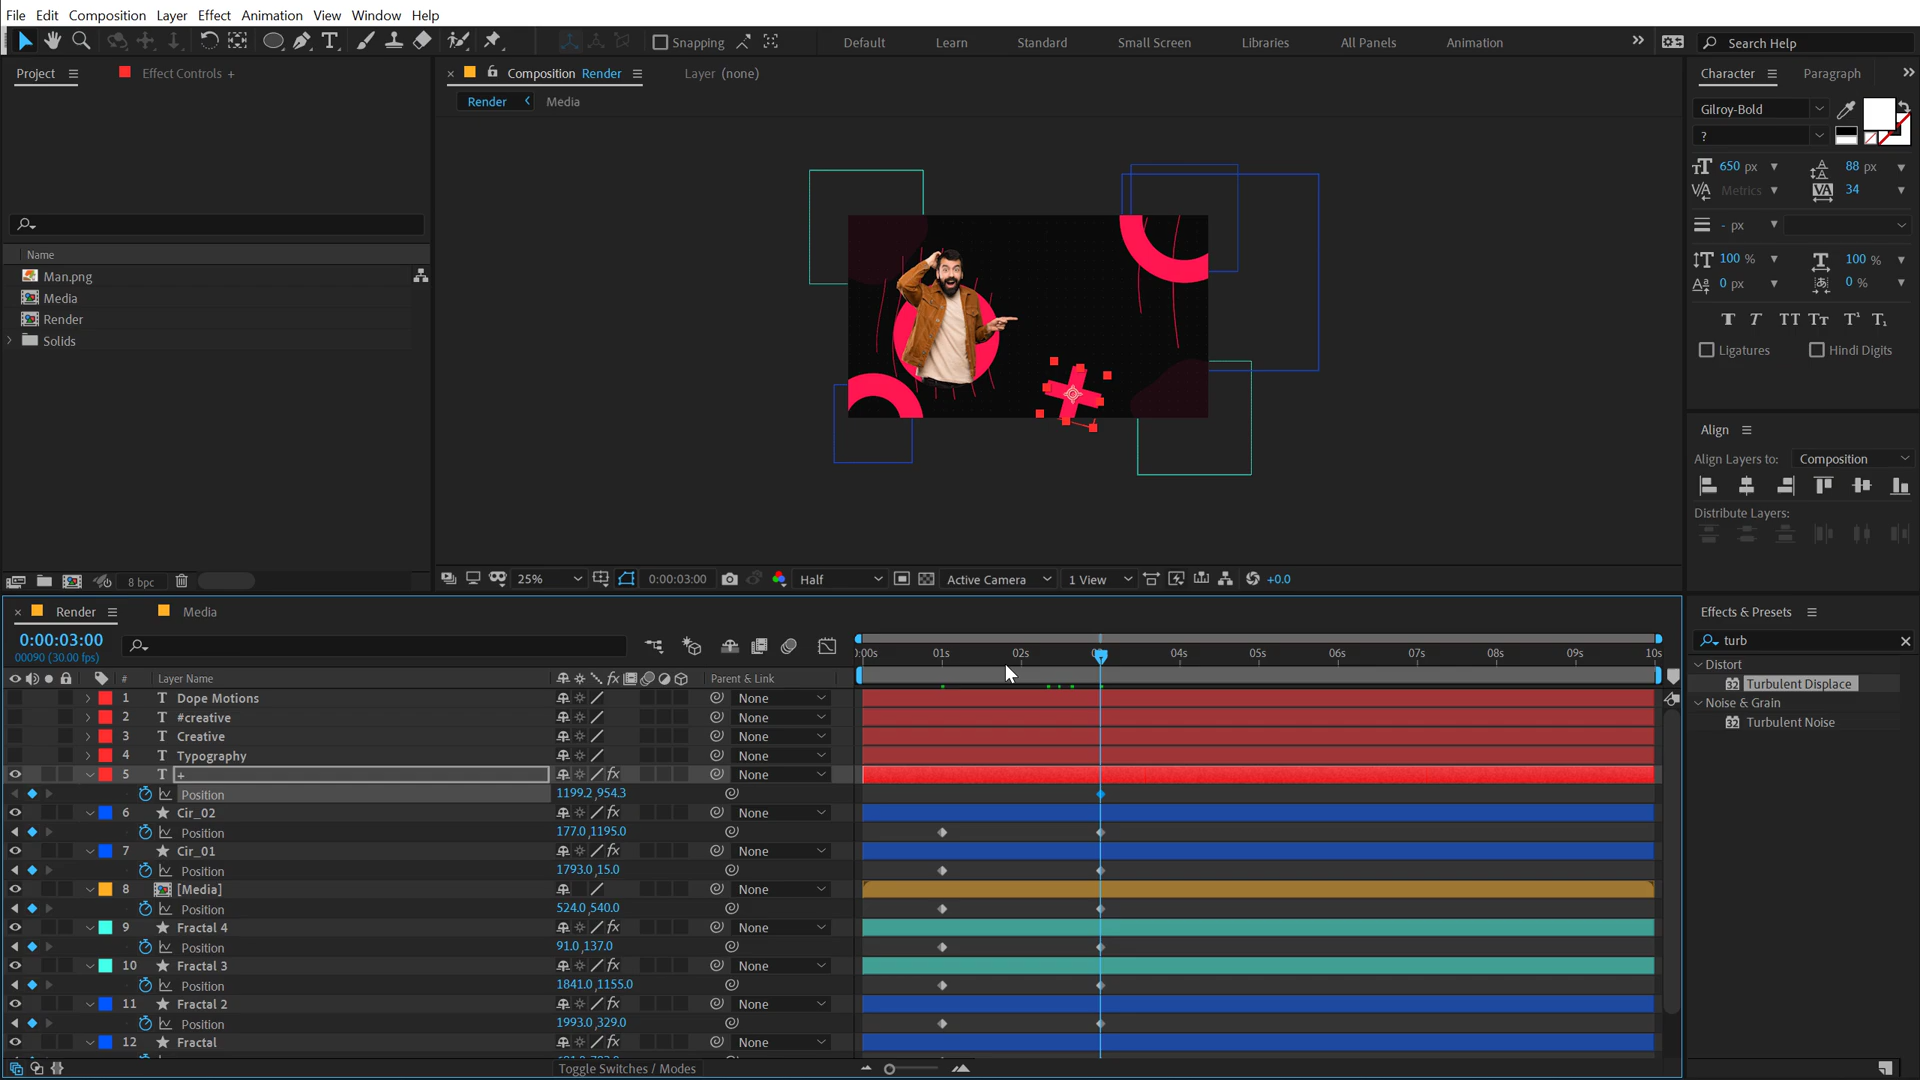 File Edit Composition Layer Effect Animation View Window Help
Snapping Default Learn Standard Small Screen Libraries All Panels Animation Search Help
Project Effect Controls +
Composition Render Layer (none)
Render Media
Name
Man.png
Media
Render
Solids
8 bpc
25% 0:00:03:00 Half Active Camera 1 View +0.0
Character Paragraph
Gilroy-Bold
?
650 px 88 px
Metrics 34
- px
100 % 100 %
0 px 0 %
Ligatures Hindi Digits
Align
Align Layers to: Composition
Distribute Layers:
Effects & Presets
turb
Distort
32 Turbulent Displace
Noise & Grain
32 Turbulent Noise
Render Media
0:00:03:00
00090 (30.00 fps)
:00s 01s 02s 04s 05s 06s 07s 08s 09s 10s
# Layer Name Parent & Link
1 T Dope Motions None
2 T #creative None
3 T Creative None
4 T Typography None
5 T + fx None
Position 1199.2,954.3
6 Cir_02 fx None
Position 177.0,1195.0
7 Cir_01 fx None
Position 1793.0,15.0
8 [Media] None
Position 524.0,540.0
9 Fractal 4 fx None
Position 91.0,137.0
10 Fractal 3 fx None
Position 1841.0,1155.0
11 Fractal 2 fx None
Position 1993.0,329.0
12 Fractal fx None
Toggle Switches / Modes